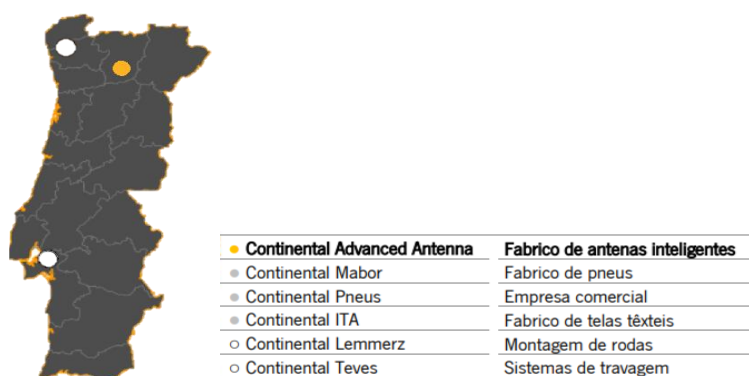 Continental Advanced Antenna Fabrico de antenas inteligentes
Continental Mabor Fabrico de pneus
Continental Pneus Empresa comercial
Continental ITA Fabrico de telas têxteis
Continental Lemmerz Montagem de rodas
Continental Teves Sistemas de travagem